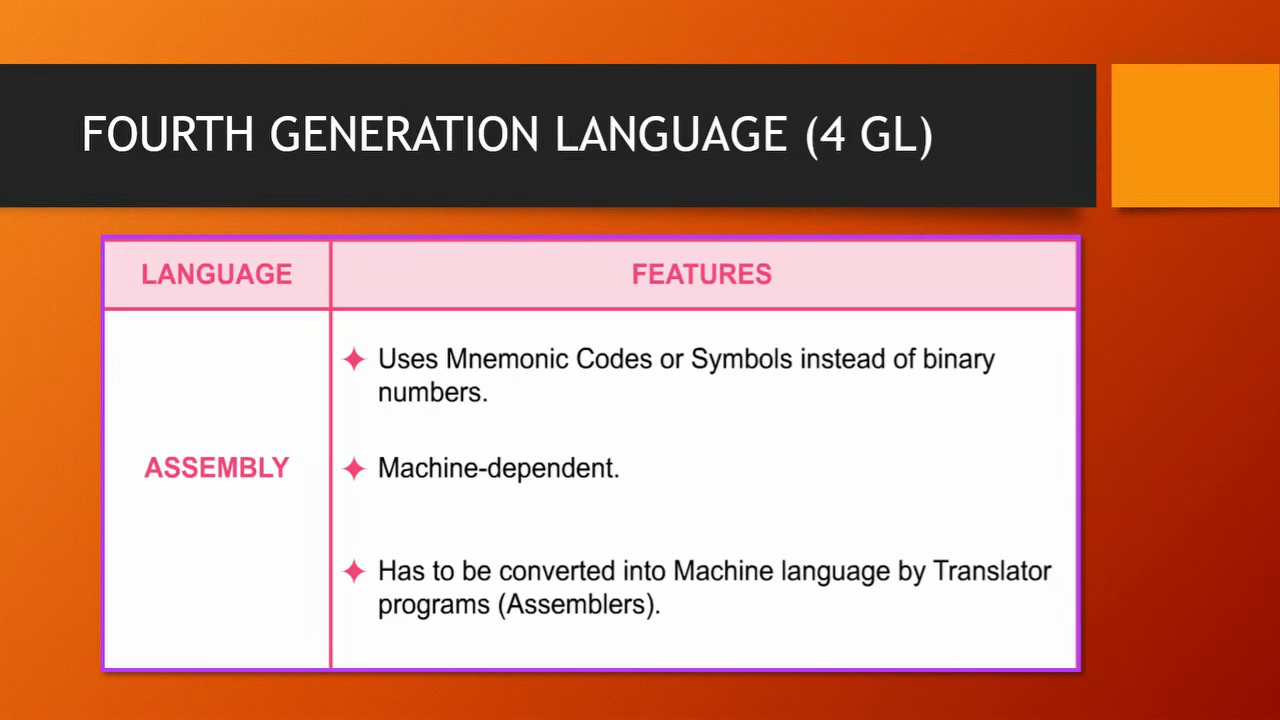 FOURTH GENERATION LANGUAGE (4 GL)
LANGUAGE
FEATURES
ASSEMBLY
✦ Uses Mnemonic Codes or Symbols instead of binary
numbers.
✦ Machine-dependent.
✦ Has to be converted into Machine language by Translator
programs (Assemblers).